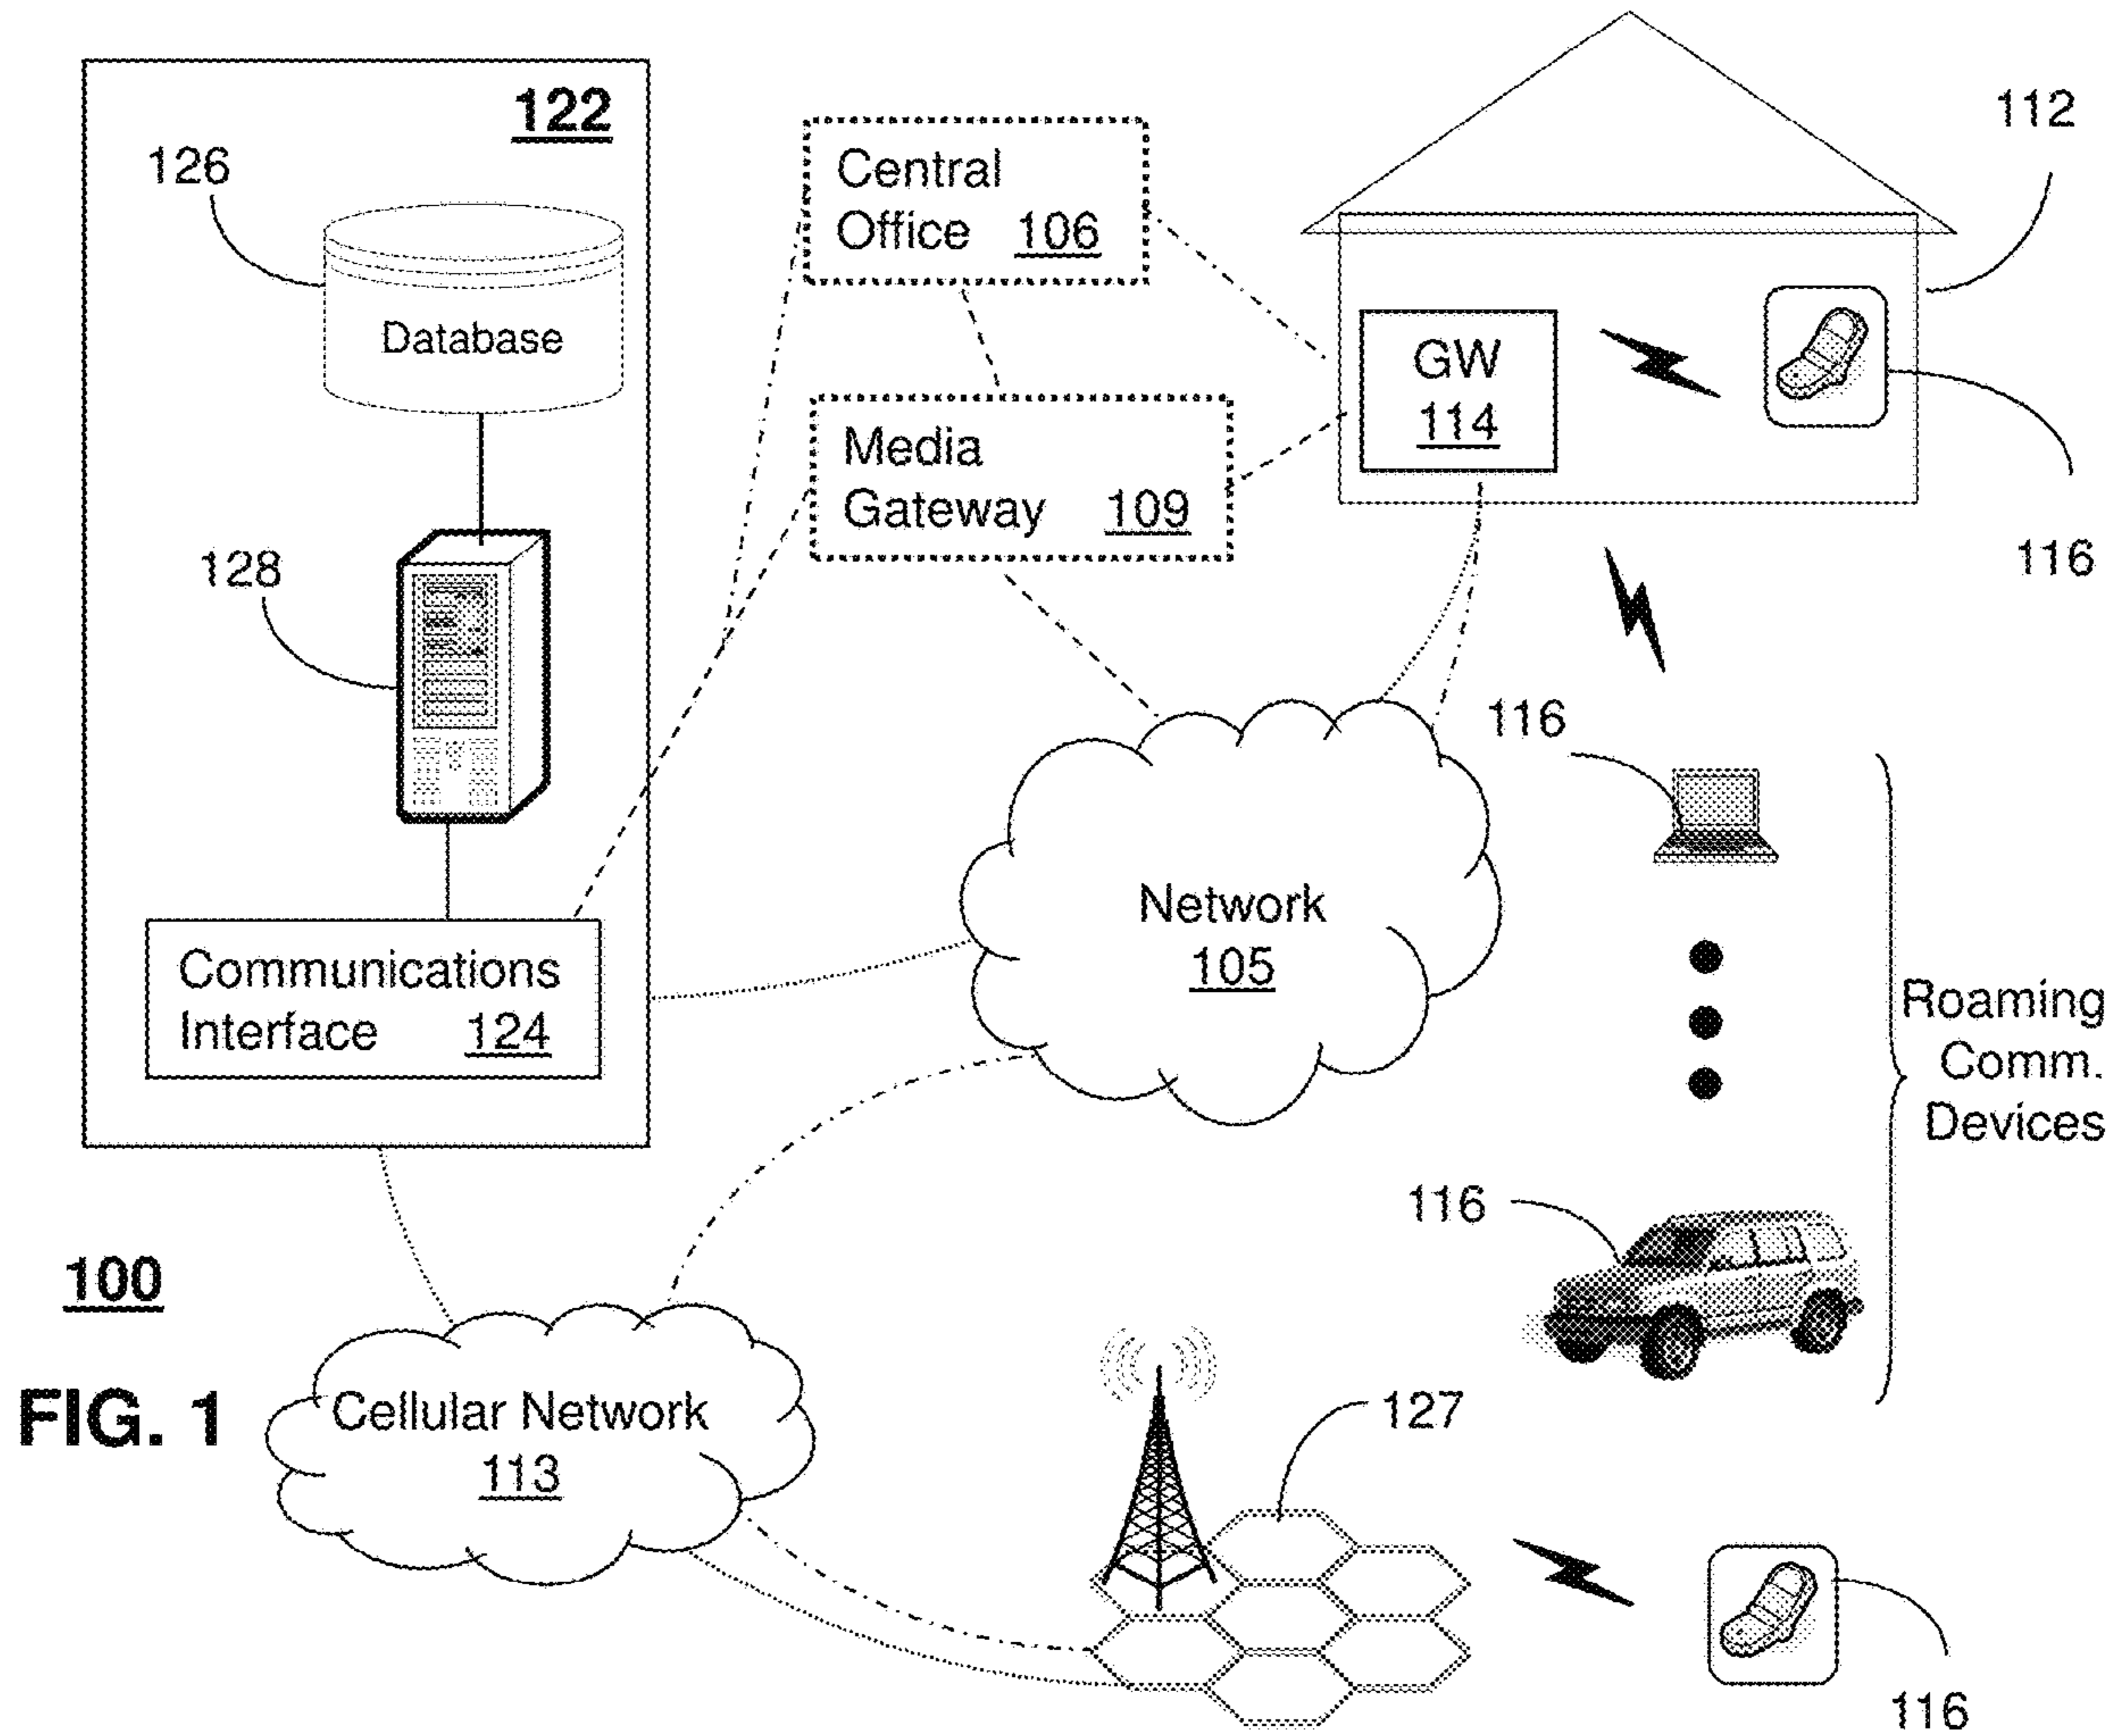 122
126
Database
128
Communications
Interface 124
Central
Office 106
Media
Gateway 109
112
GW
114
116
116
Network
105
Roaming
Comm.
Devices
116
100
FIG. 1
Cellular Network
113
127
116